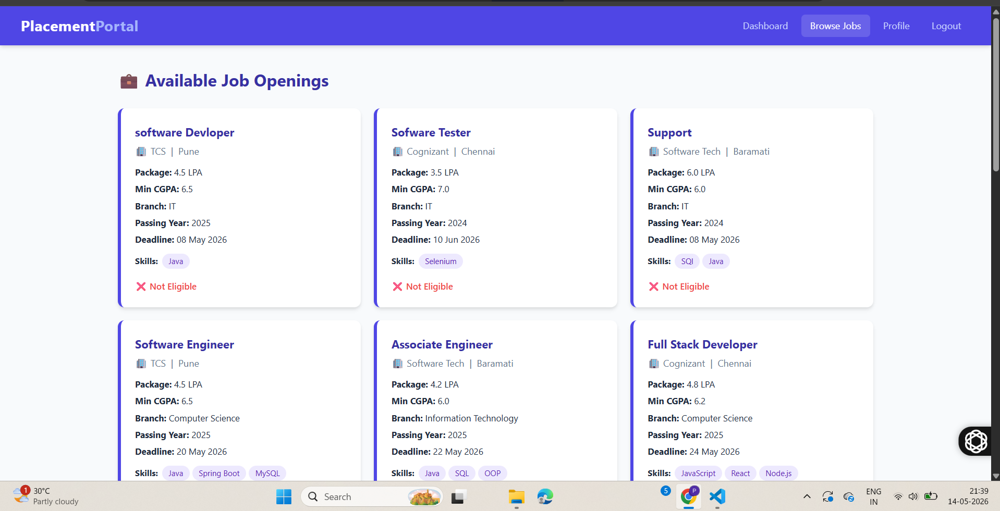 PlacementPortal
Dashboard Browse Jobs Profile Logout
Available Job Openings
software Devloper
TCS | Pune
Package: 4.5 LPA
Min CGPA: 6.5
Branch: IT
Passing Year: 2025
Deadline: 08 May 2026
Skills: Java
Not Eligible
Sofware Tester
Cognizant | Chennai
Package: 3.5 LPA
Min CGPA: 7.0
Branch: IT
Passing Year: 2024
Deadline: 10 Jun 2026
Skills: Selenium
Not Eligible
Support
Software Tech | Baramati
Package: 6.0 LPA
Min CGPA: 6.0
Branch: IT
Passing Year: 2024
Deadline: 08 May 2026
Skills: SQl Java
Not Eligible
Software Engineer
TCS | Pune
Package: 4.5 LPA
Min CGPA: 6.5
Branch: Computer Science
Passing Year: 2025
Deadline: 20 May 2026
Skills: Java Spring Boot MySQL
Associate Engineer
Software Tech | Baramati
Package: 4.2 LPA
Min CGPA: 6.0
Branch: Information Technology
Passing Year: 2025
Deadline: 22 May 2026
Skills: Java SQL OOP
Full Stack Developer
Cognizant | Chennai
Package: 4.8 LPA
Min CGPA: 6.2
Branch: Computer Science
Passing Year: 2025
Deadline: 24 May 2026
Skills: JavaScript React Node.js
1
30°C
Partly cloudy
Search
5
P
ENG
IN
21:39
14-05-2026